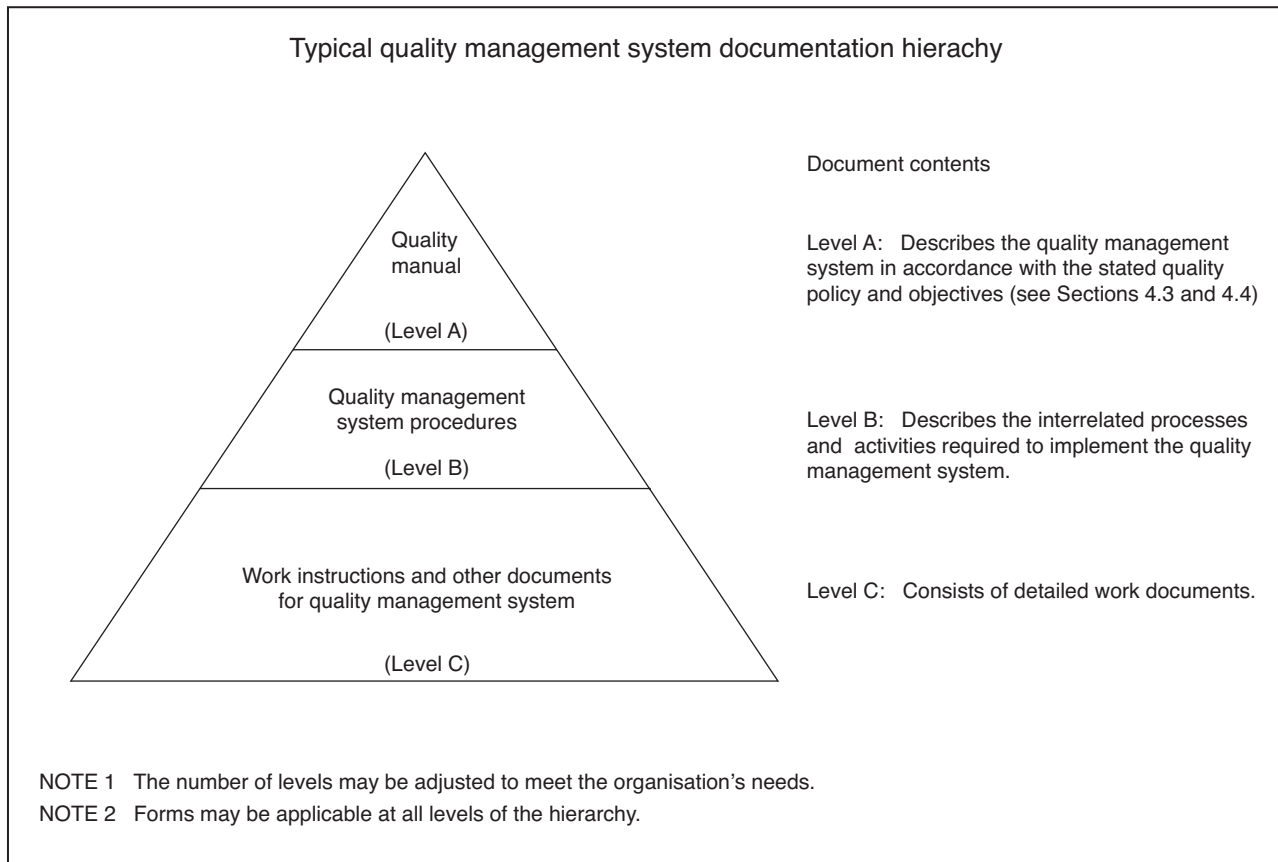 Typical quality management system documentation hierachy
Quality
manual
(Level A)
Quality management
system procedures
(Level B)
Work instructions and other documents
for quality management system
(Level C)
Document contents
Level A: Describes the quality management
system in accordance with the stated quality
policy and objectives (see Sections 4.3 and 4.4)
Level B: Describes the interrelated processes
and activities required to implement the quality
management system.
Level C: Consists of detailed work documents.
NOTE 1 The number of levels may be adjusted to meet the organisation's needs.
NOTE 2 Forms may be applicable at all levels of the hierarchy.